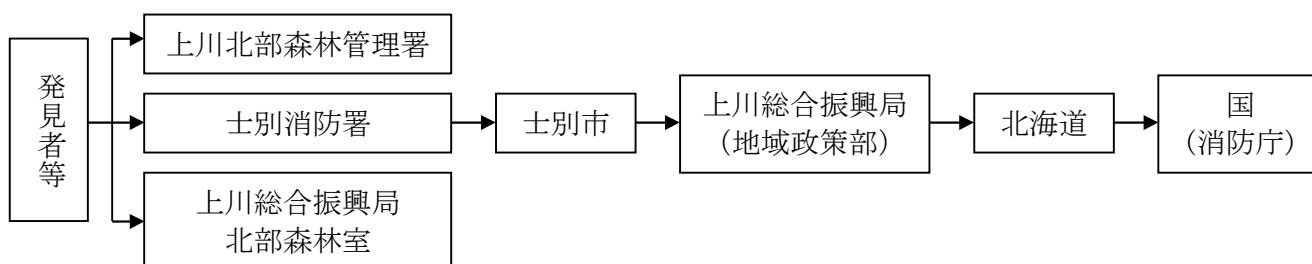 発見者等
上川北部森林管理署
士別消防署
上川総合振興局
北部森林室
士別市
上川総合振興局
（地域政策部）
北海道
国
（消防庁）